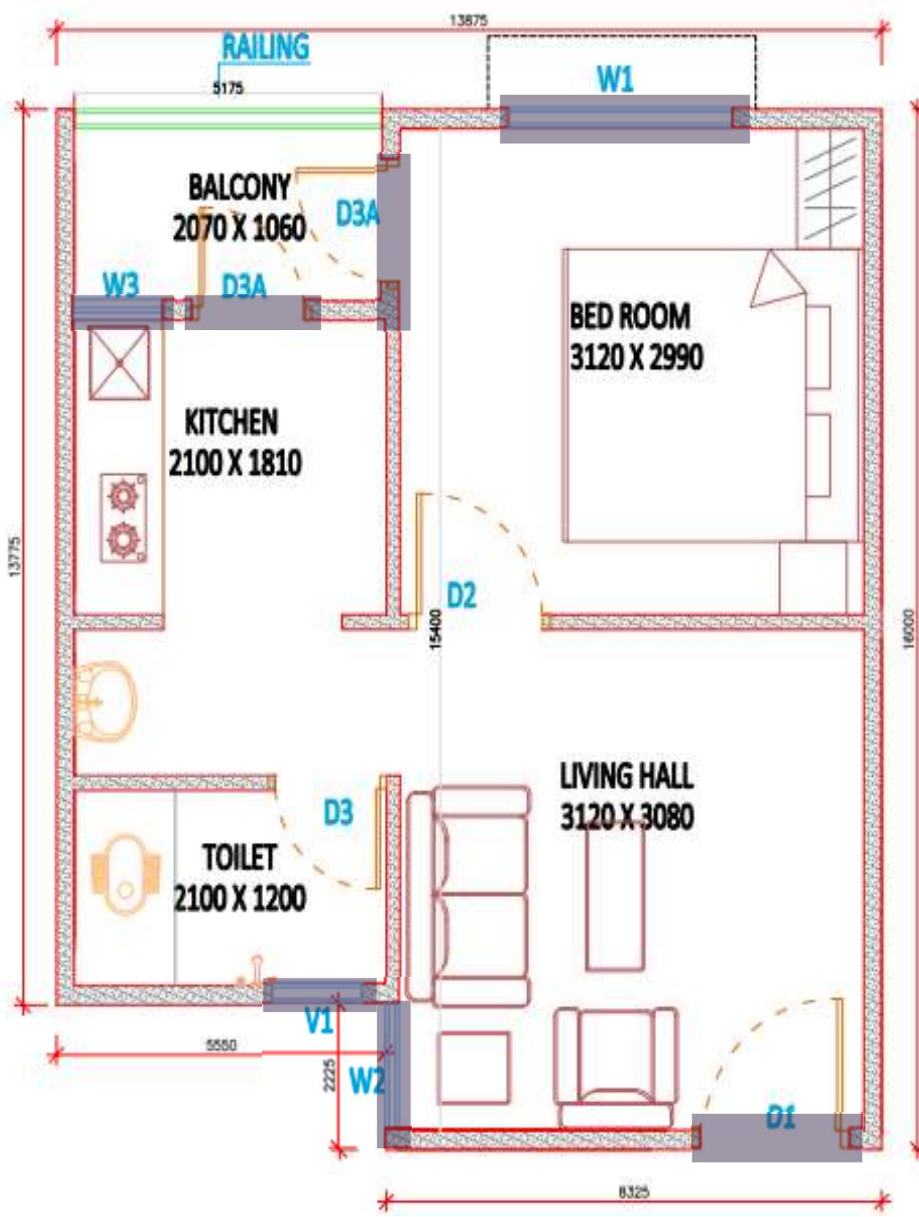 13875
RAILING
5175
W1
BALCONY
2070 X 1060
D3A
W3
D3A
BED ROOM
3120 X 2990
KITCHEN
2100 X 1810
13775
D2
15400
16000
LIVING HALL
3120 X 3080
D3
TOILET
2100 X 1200
V1
5550
2225
W2
D1
8325